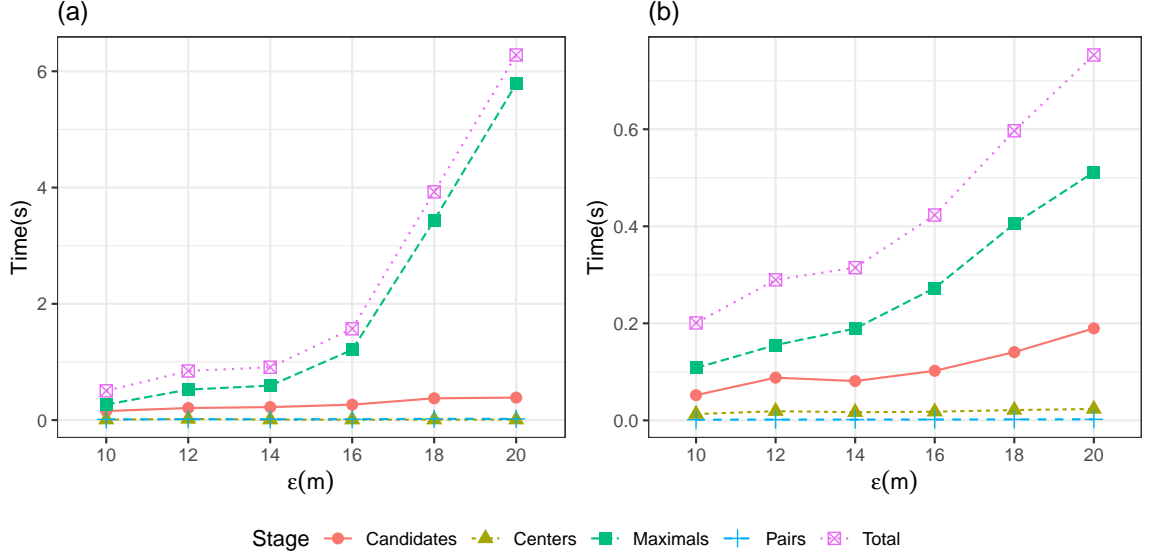 (a)
Time(s)
6
4
2
0
10 12 14 16 18 20
ε(m)
(b)
Time(s)
0.6
0.4
0.2
0.0
10 12 14 16 18 20
ε(m)
Stage Candidates Centers Maximals Pairs Total